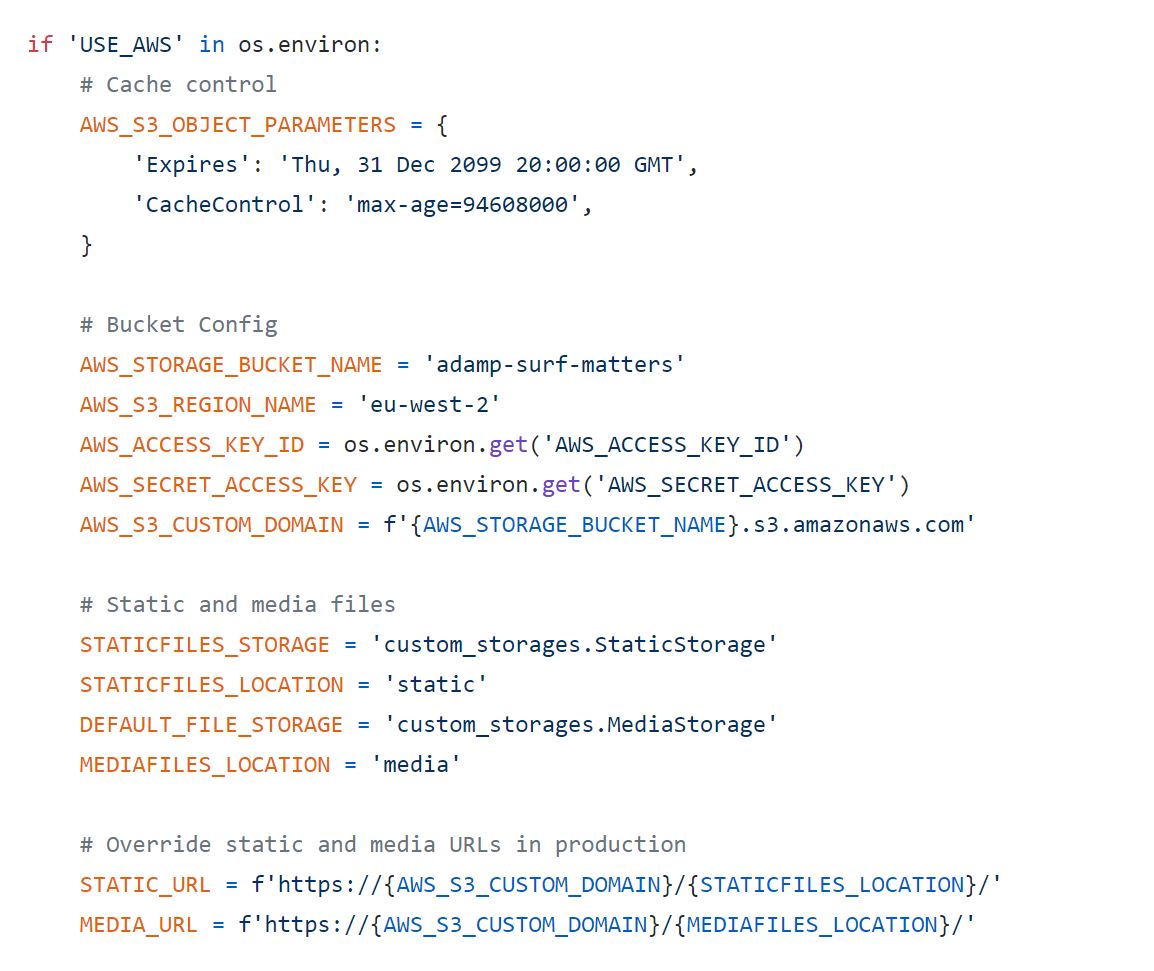 if 'USE_AWS' in os.environ:
    # Cache control
    AWS_S3_OBJECT_PARAMETERS = {
        'Expires': 'Thu, 31 Dec 2099 20:00:00 GMT',
        'CacheControl': 'max-age=94608000',
    }

    # Bucket Config
    AWS_STORAGE_BUCKET_NAME = 'adamp-surf-matters'
    AWS_S3_REGION_NAME = 'eu-west-2'
    AWS_ACCESS_KEY_ID = os.environ.get('AWS_ACCESS_KEY_ID')
    AWS_SECRET_ACCESS_KEY = os.environ.get('AWS_SECRET_ACCESS_KEY')
    AWS_S3_CUSTOM_DOMAIN = f'{AWS_STORAGE_BUCKET_NAME}.s3.amazonaws.com'

    # Static and media files
    STATICFILES_STORAGE = 'custom_storages.StaticStorage'
    STATICFILES_LOCATION = 'static'
    DEFAULT_FILE_STORAGE = 'custom_storages.MediaStorage'
    MEDIAFILES_LOCATION = 'media'

    # Override static and media URLs in production
    STATIC_URL = f'https://{AWS_S3_CUSTOM_DOMAIN}/{STATICFILES_LOCATION}/'
    MEDIA_URL = f'https://{AWS_S3_CUSTOM_DOMAIN}/{MEDIAFILES_LOCATION}/'